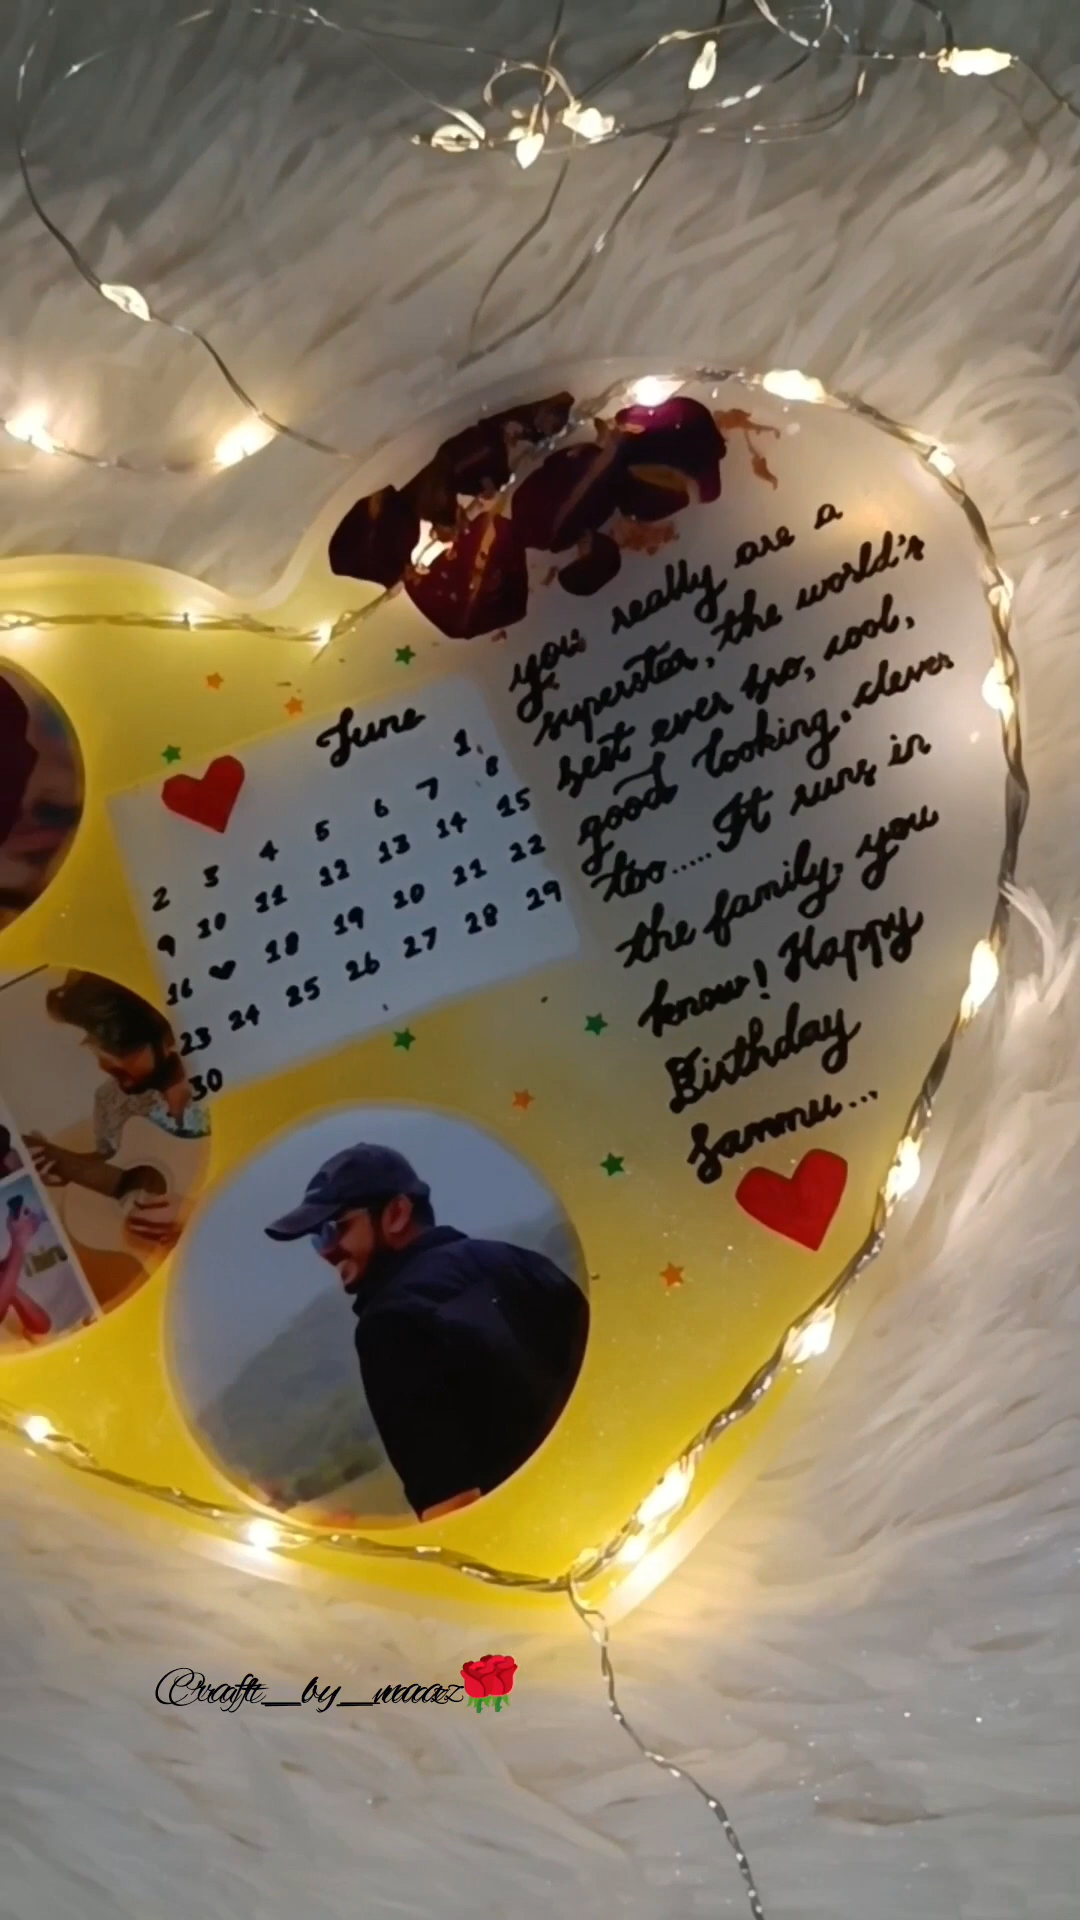 June
1
2 3 4 5 6 7 8
9 10 11 12 13 14 15
16 ♥ 18 19 20 21 22
23 24 25 26 27 28 29
30
you really are a
superster, the world's
best ever bro, cool,
good looking, clever
too..... It runs in
the family, you
know! Happy
Birthday
Sammu...
Craft_by_maaz🌹